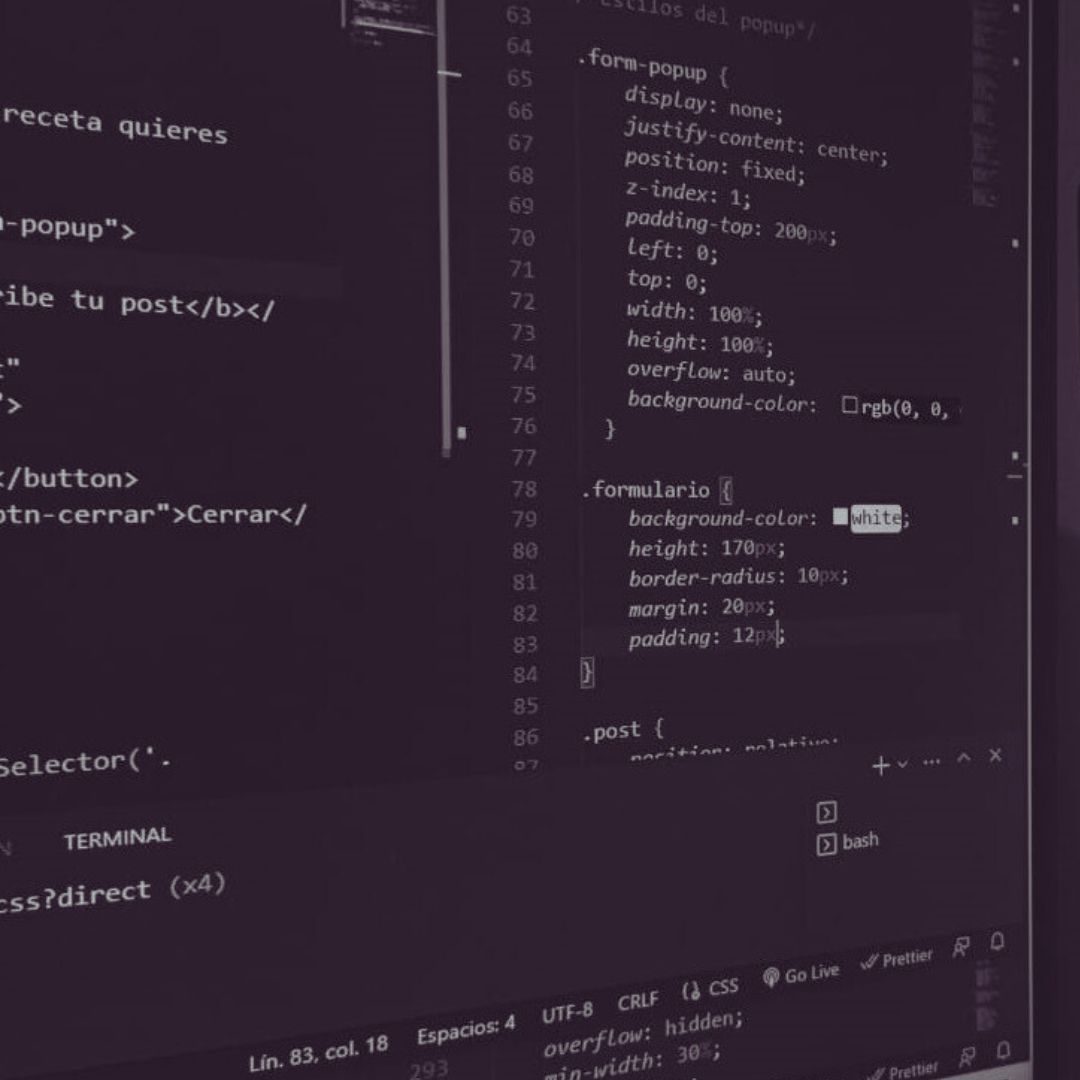 receta quieres
-popup">
ribe tu post</b></
"
">
</button>
btn-cerrar">Cerrar</
Selector('.
TERMINAL
css?direct (x4)
63 estilos del popup*/
64 .form-popup {
65 display: none;
66 justify-content: center;
67 position: fixed;
68 z-index: 1;
69 padding-top: 200px;
70 left: 0;
71 top: 0;
72 width: 100%;
73 height: 100%;
74 overflow: auto;
75 background-color: rgb(0, 0,
76 }
77
78 .formulario {
79 background-color: white;
80 height: 170px;
81 border-radius: 10px;
82 margin: 20px;
83 padding: 12px;
84 }
85
86 .post {
87 position: relative;
bash
Lín. 83, col. 18 Espacios: 4 UTF-8 CRLF CSS Go Live Prettier
overflow: hidden;
293 min-width: 30%;
Prettier